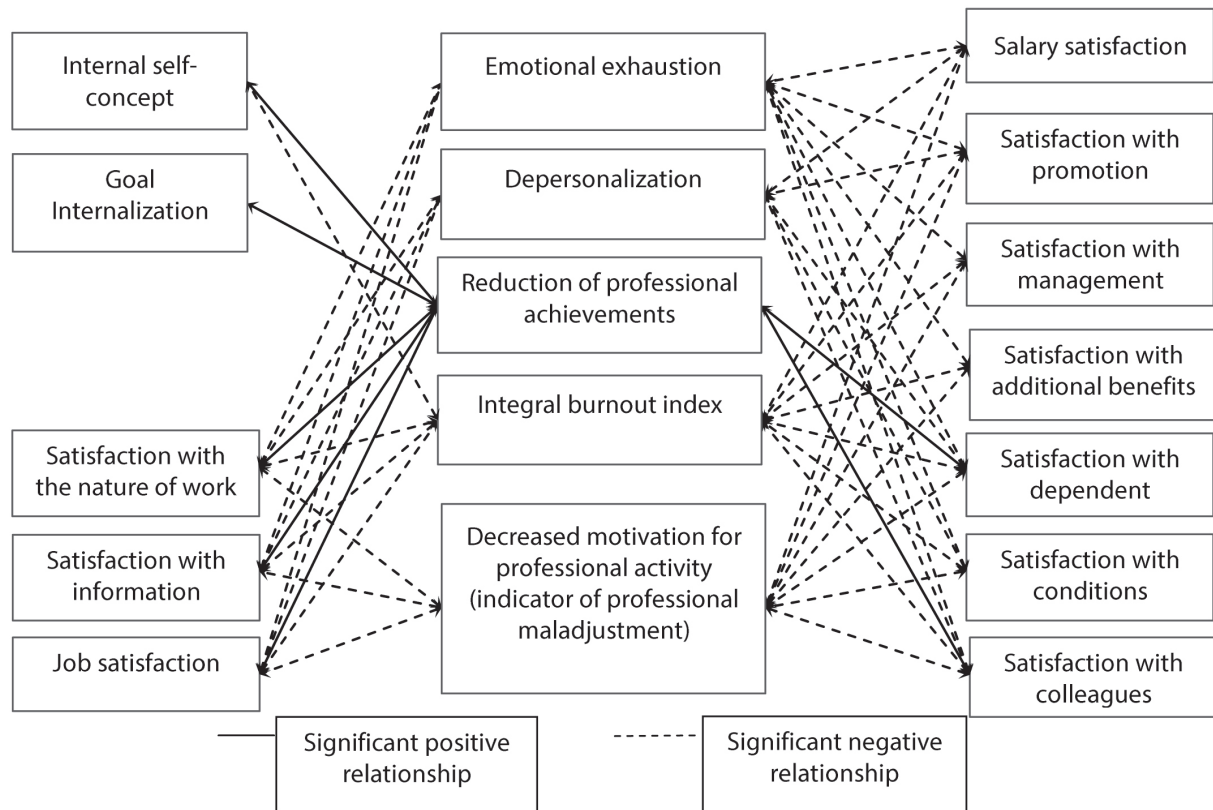 Internal self-
concept
Goal
Internalization
Satisfaction with
the nature of work
Satisfaction with
information
Job satisfaction
Emotional exhaustion
Depersonalization
Reduction of professional
achievements
Integral burnout index
Decreased motivation for
professional activity
(indicator of professional
maladjustment)
Salary satisfaction
Satisfaction with
promotion
Satisfaction with
management
Satisfaction with
additional benefits
Satisfaction with
dependent
Satisfaction with
conditions
Satisfaction with
colleagues
Significant positive
relationship
Significant negative
relationship